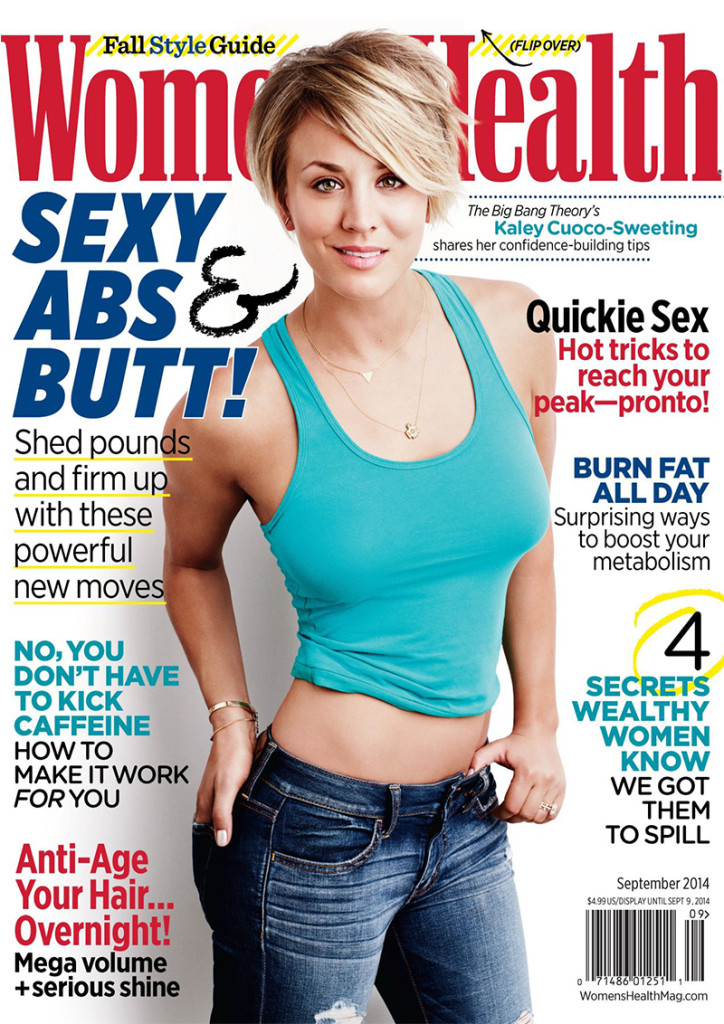 Fall Style Guide
(FLIP OVER)
Wom Health
SEXY
ABS &
BUTT!
Shed pounds
and firm up
with these
powerful
new moves
NO, YOU
DON'T HAVE
TO KICK
CAFFEINE
HOW TO
MAKE IT WORK
FOR YOU
Anti-Age
Your Hair...
Overnight!
Mega volume
+serious shine
The Big Bang Theory's
Kaley Cuoco-Sweeting
shares her confidence-building tips
Quickie Sex
Hot tricks to
reach your
peak—pronto!
BURN FAT
ALL DAY
Surprising ways
to boost your
metabolism
4
SECRETS
WEALTHY
WOMEN
KNOW
WE GOT
THEM
TO SPILL
September 2014
$4.99 US/DISPLAY UNTIL SEPT 9, 2014
09>
0 71486 01251 1
WomensHealthMag.com